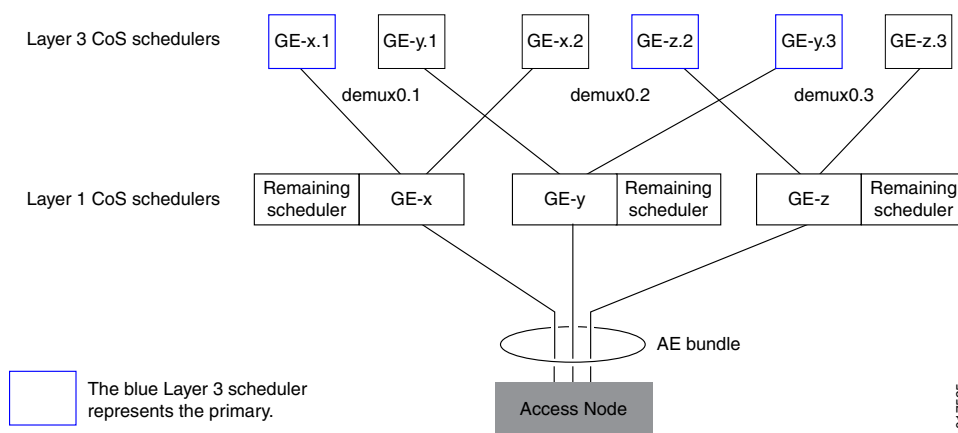 Layer 3 CoS schedulers
GE-x.1
GE-y.1
GE-x.2
GE-z.2
GE-y.3
GE-z.3
demux0.1
demux0.2
demux0.3
Layer 1 CoS schedulers
Remaining
scheduler
GE-x
GE-y
Remaining
scheduler
GE-z
Remaining
scheduler
AE bundle
The blue Layer 3 scheduler
represents the primary.
Access Node